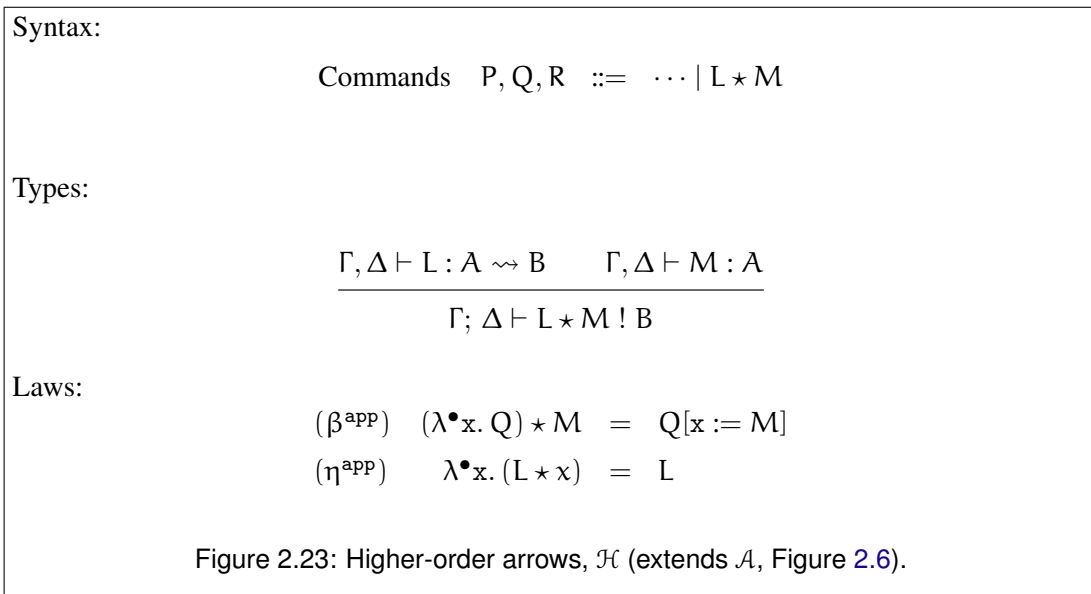 Syntax:
Commands P, Q, R ::= ··· | L ⋆ M
Types:
Γ, Δ ⊢ L : A ⇝ B Γ, Δ ⊢ M : A
Γ; Δ ⊢ L ⋆ M ! B
Laws:
(β^app) (λ^•x. Q) ⋆ M = Q[x := M]
(η^app) λ^•x. (L ⋆ x) = L
Figure 2.23: Higher-order arrows, ℋ (extends 𝒜, Figure 2.6).